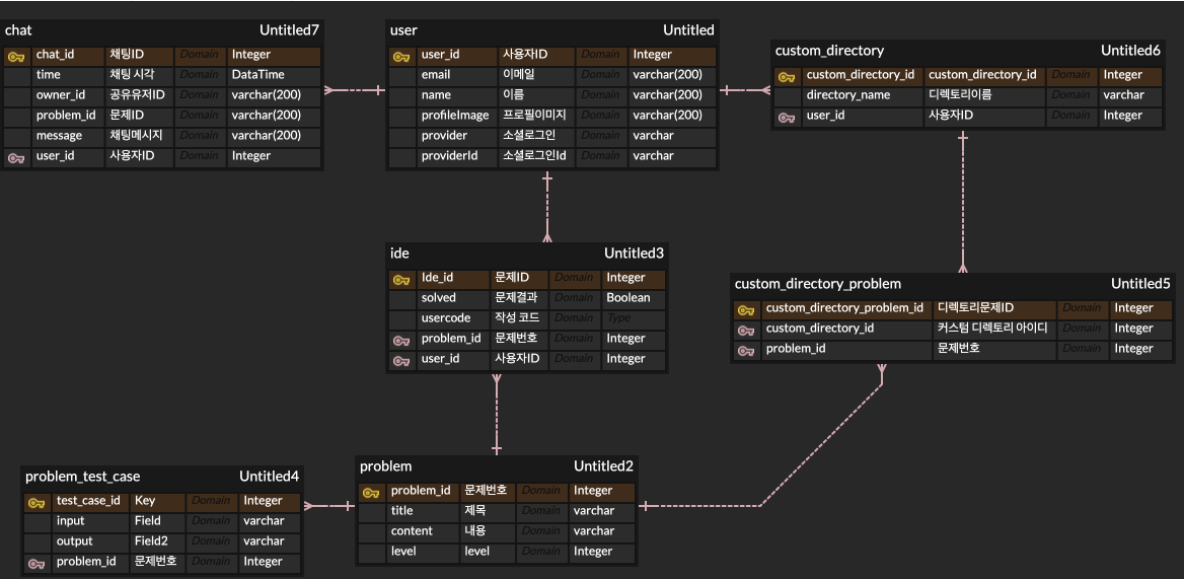 chat Untitled7
chat_id 채팅ID Domain Integer
time 채팅 시각 Domain DataTime
owner_id 공유유저ID Domain varchar(200)
problem_id 문제ID Domain varchar(200)
message 채팅메시지 Domain varchar(200)
user_id 사용자ID Domain Integer
user Untitled
user_id 사용자ID Domain Integer
email 이메일 Domain varchar(200)
name 이름 Domain varchar(200)
profileImage 프로필이미지 Domain varchar(200)
provider 소셜로그인 Domain varchar
providerId 소셜로그인Id Domain varchar
custom_directory Untitled6
custom_directory_id custom_directory_id Domain Integer
directory_name 디렉토리이름 Domain varchar
user_id 사용자ID Domain Integer
ide Untitled3
Ide_id 문제ID Domain Integer
solved 문제결과 Domain Boolean
usercode 작성 코드 Domain Type
problem_id 문제번호 Domain Integer
user_id 사용자ID Domain Integer
custom_directory_problem Untitled5
custom_directory_problem_id 디렉토리문제ID Domain Integer
custom_directory_id 커스텀 디렉토리 아이디 Domain Integer
problem_id 문제번호 Domain Integer
problem_test_case Untitled4
test_case_id Key Domain Integer
input Field Domain varchar
output Field2 Domain varchar
problem_id 문제번호 Domain Integer
problem Untitled2
problem_id 문제번호 Domain Integer
title 제목 Domain varchar
content 내용 Domain varchar
level level Domain Integer